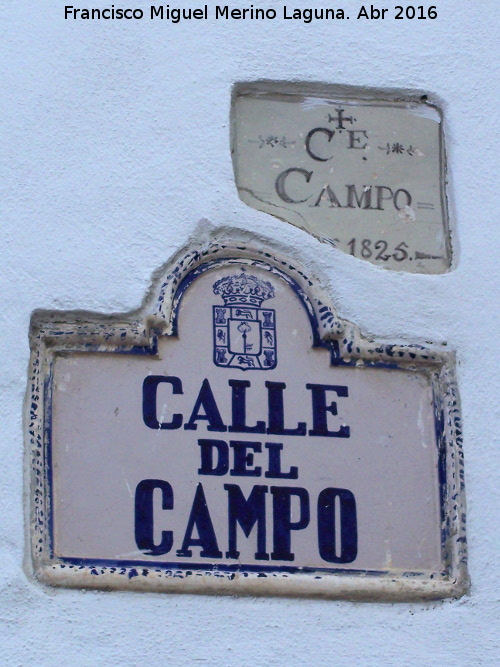 Francisco Miguel Merino Laguna. Abr 2016
CE.
CAMPO=
1825.
CALLE
DEL
CAMPO